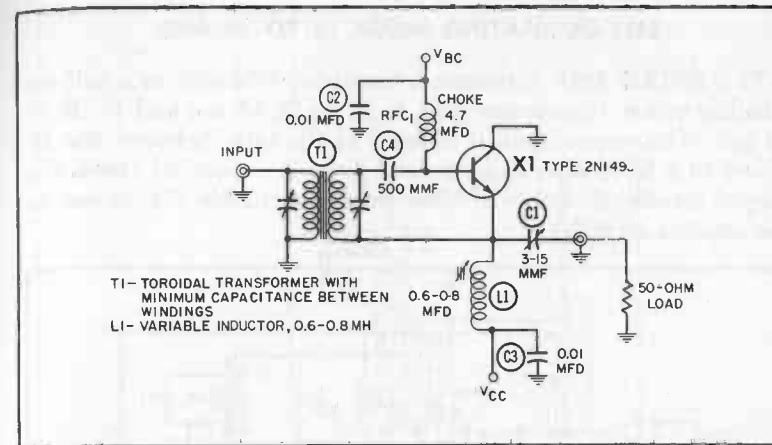 VBC
C2
0.01 MFD
RFC1
CHOKE
4.7
MFD
INPUT
T1
C4
500 MMF
X1 TYPE 2N149
C1
3-15
MMF
T1- TOROIDAL TRANSFORMER WITH
MINIMUM CAPACITANCE BETWEEN
WINDINGS
L1- VARIABLE INDUCTOR, 0.6-0.8 MH
0.6-0.8
MFD
L1
50-OHM
LOAD
C3
0.01
MFD
VCC